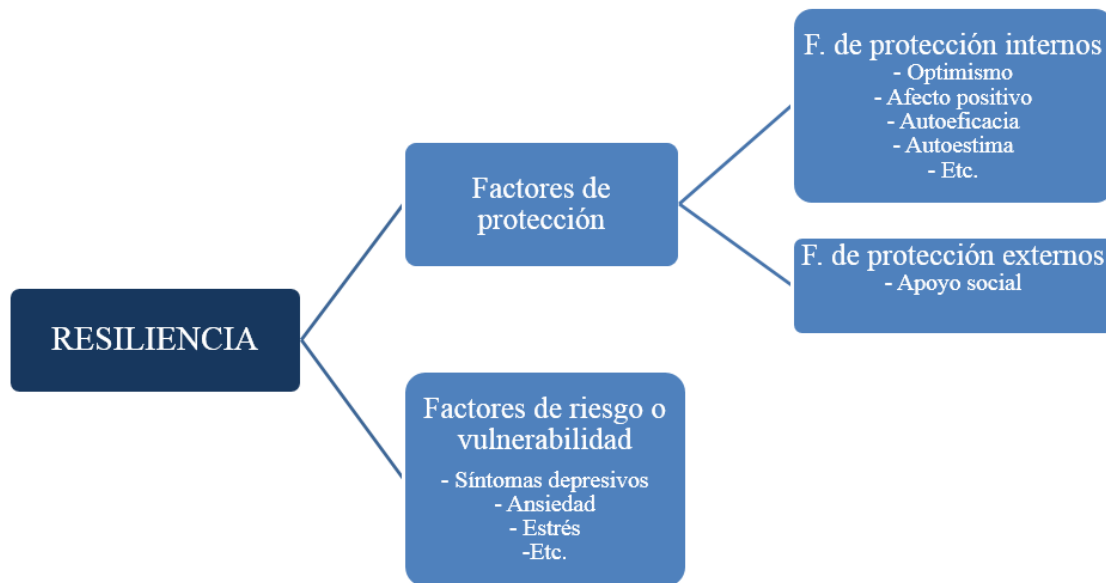 RESILIENCIA
Factores de
protección
F. de protección internos
- Optimismo
- Afecto positivo
- Autoeficacia
- Autoestima
- Etc.
F. de protección externos
- Apoyo social
Factores de riesgo o
vulnerabilidad
- Síntomas depresivos
- Ansiedad
- Estrés
-Etc.